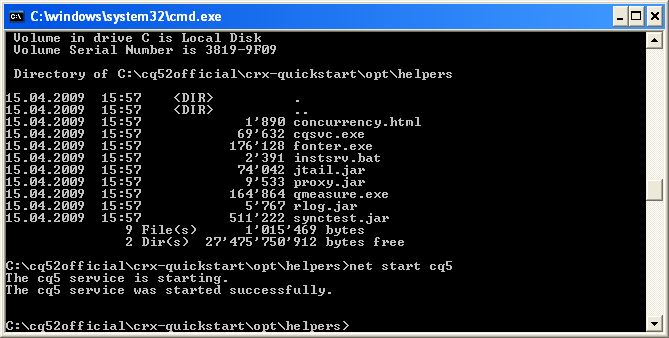 C:\windows\system32\cmd.exe
Volume in drive C is Local Disk
Volume Serial Number is 3819-9F09
Directory of C:\cq52official\crx-quickstart\opt\helpers
15.04.2009  15:57    <DIR>          .
15.04.2009  15:57    <DIR>          ..
15.04.2009  15:57             1'890 concurrency.html
15.04.2009  15:57            69'632 cqsvc.exe
15.04.2009  15:57           176'128 fonter.exe
15.04.2009  15:57             2'391 instsrv.bat
15.04.2009  15:57            74'042 jtail.jar
15.04.2009  15:57             9'533 proxy.jar
15.04.2009  15:57           164'864 qmeasure.exe
15.04.2009  15:57             5'767 rlog.jar
15.04.2009  15:57           511'222 synctest.jar
9 File(s)      1'015'469 bytes
2 Dir(s)  27'475'750'912 bytes free
C:\cq52official\crx-quickstart\opt\helpers>net start cq5
The cq5 service is starting.
The cq5 service was started successfully.
C:\cq52official\crx-quickstart\opt\helpers>